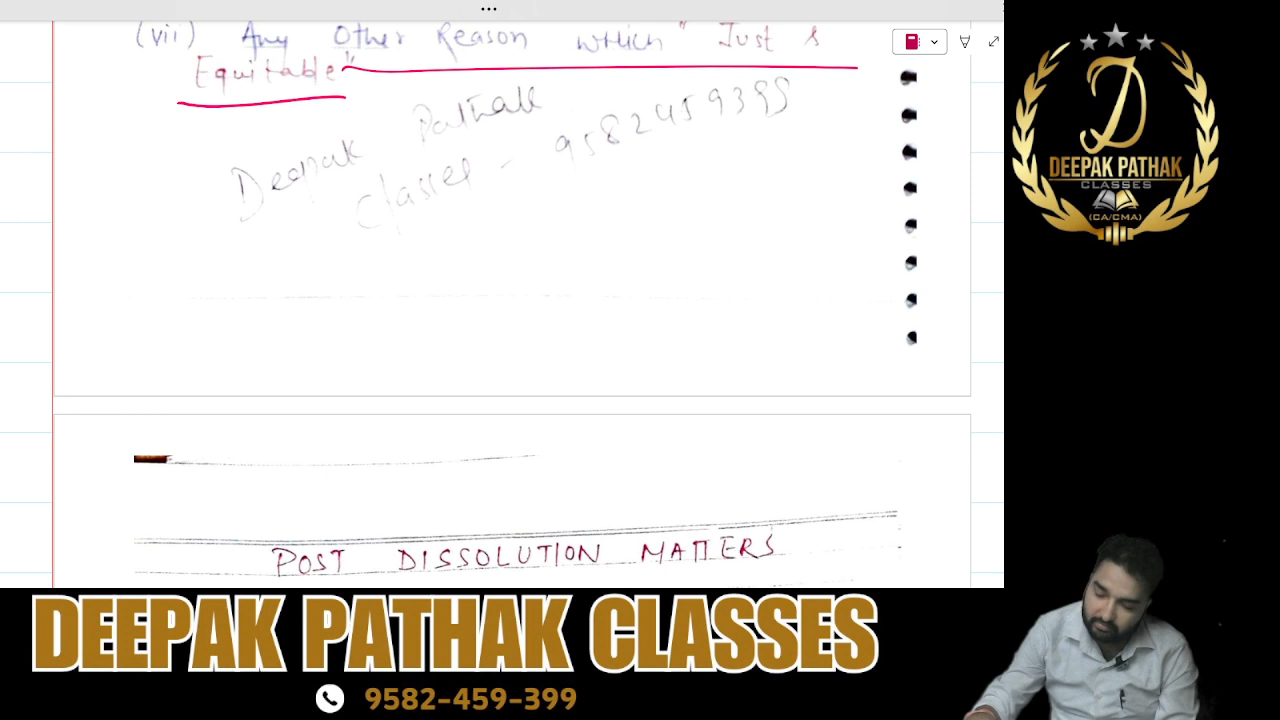 (vii) Any Other Reason which "Just &
Equitable"
Deepak Pathak
Classes - 9582459399
POST DISSOLUTION MATTERS
D
DEEPAK PATHAK
CLASSES
(CA/CMA)
DEEPAK PATHAK CLASSES
9582-459-399